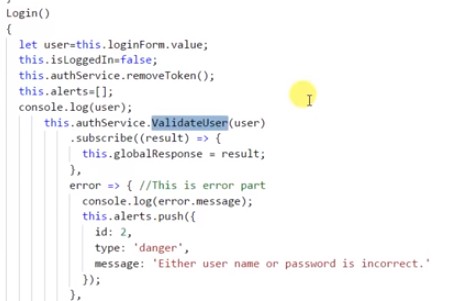 Login()
{
let user=this.loginForm.value;
this.isLoggedIn=false;
this.authService.removeToken();
this.alerts=[];
console.log(user);
this.authService.ValidateUser(user)
.subscribe((result) => {
this.globalResponse = result;
},
error => { //This is error part
console.log(error.message);
this.alerts.push({
id: 2,
type: 'danger',
message: 'Either user name or password is incorrect.'
});
},